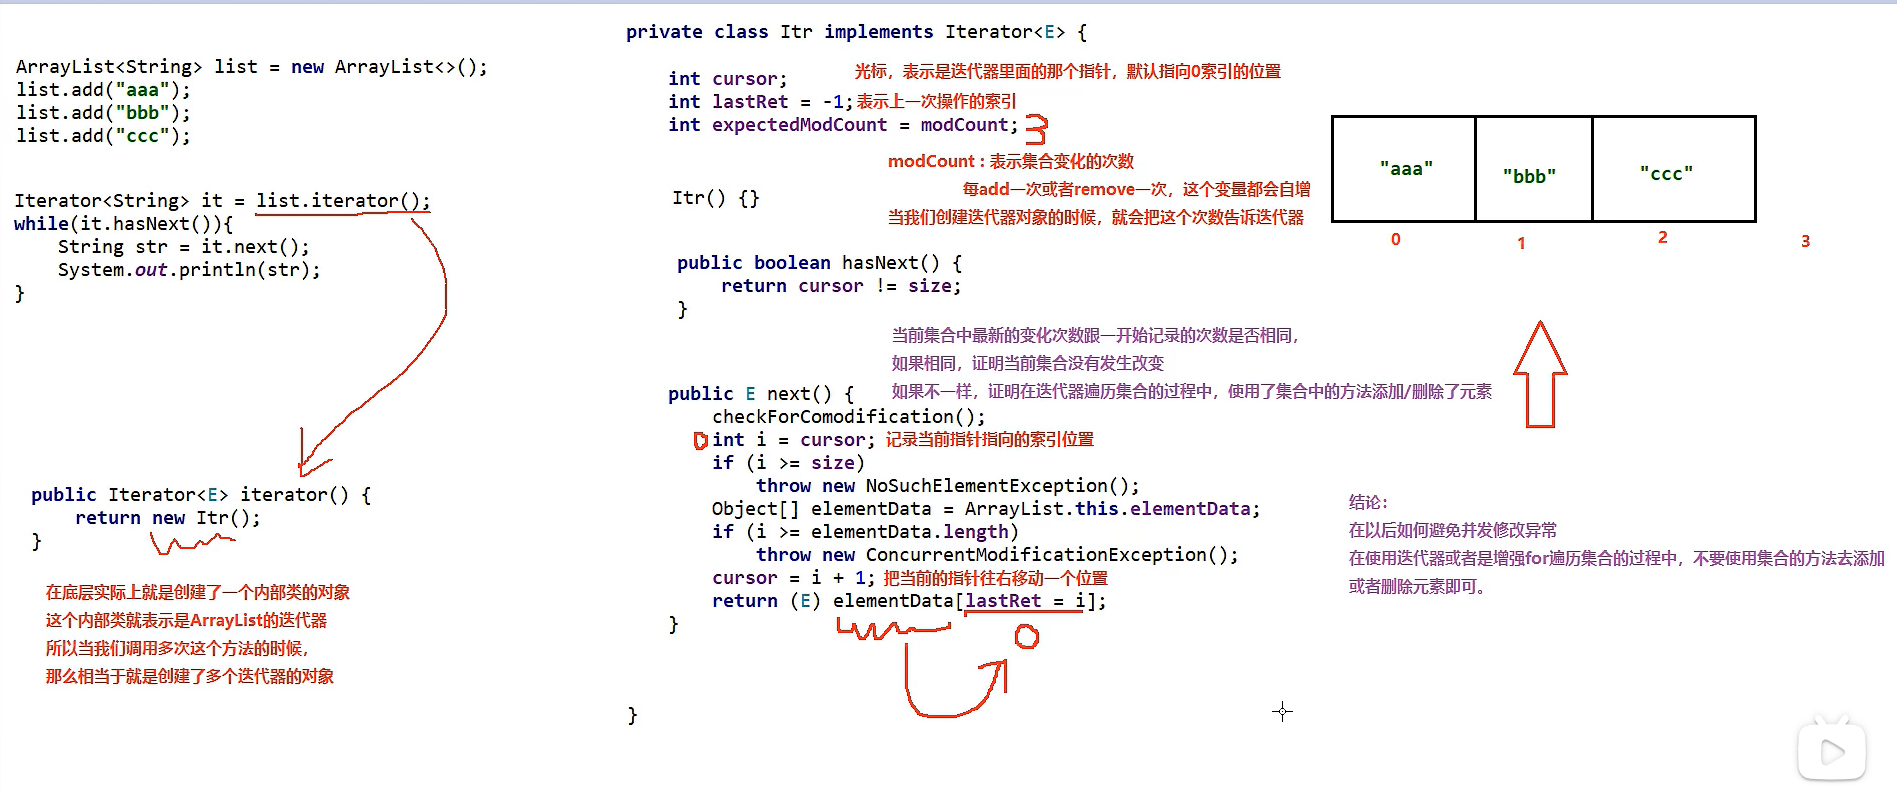 ArrayList<String> list = new ArrayList<>();
list.add("aaa");
list.add("bbb");
list.add("ccc");
Iterator<String> it = list.iterator();
while(it.hasNext()){
String str = it.next();
System.out.println(str);
}
public Iterator<E> iterator() {
return new Itr();
}
在底层实际上就是创建了一个内部类的对象
这个内部类就表示是ArrayList的迭代器
所以当我们调用多次这个方法的时候，
那么相当于就是创建了多个迭代器的对象
private class Itr implements Iterator<E> {
int cursor; 光标，表示是迭代器里面的那个指针，默认指向0索引的位置
int lastRet = -1; 表示上一次操作的索引
int expectedModCount = modCount; 3
modCount：表示集合变化的次数
每add一次或者remove一次，这个变量都会自增
Itr() {}
当我们创建迭代器对象的时候，就会把这个次数告诉迭代器
public boolean hasNext() {
return cursor != size;
}
当前集合中最新的变化次数跟一开始记录的次数是否相同，
如果相同，证明当前集合没有发生改变
如果不一样，证明在迭代器遍历集合的过程中，使用了集合中的方法添加/删除了元素
public E next() {
checkForComodification();
0 int i = cursor; 记录当前指针指向的索引位置
if (i >= size)
throw new NoSuchElementException();
Object[] elementData = ArrayList.this.elementData;
if (i >= elementData.length)
throw new ConcurrentModificationException();
cursor = i + 1; 把当前的指针往右移动一个位置
return (E) elementData[lastRet = i];
}
0
}
"aaa" "bbb" "ccc"
0 1 2 3
结论：
在以后如何避免并发修改异常
在使用迭代器或者是增强for遍历集合的过程中，不要使用集合的方法去添加
或者删除元素即可。